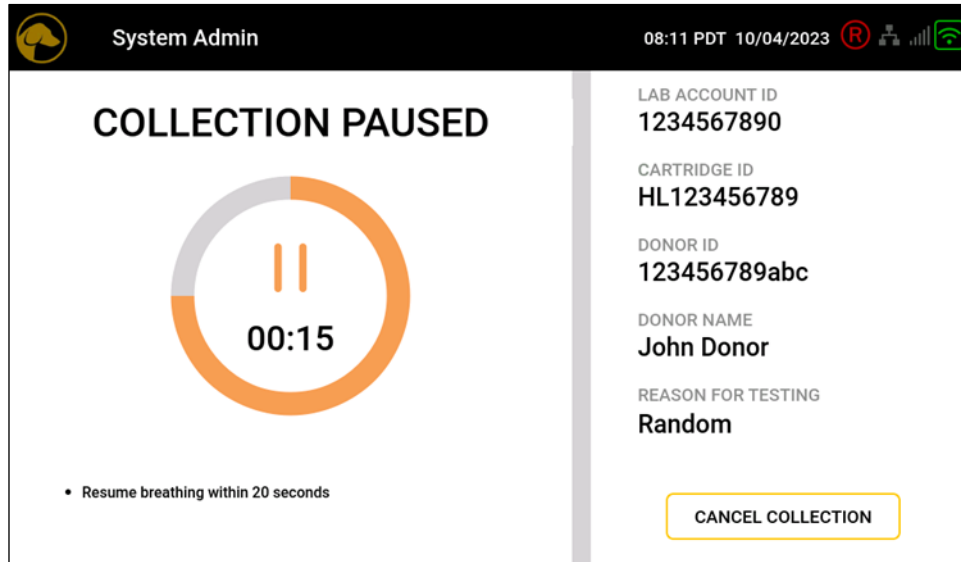 System Admin
08:11 PDT 10/04/2023 R
COLLECTION PAUSED
00:15
• Resume breathing within 20 seconds
LAB ACCOUNT ID
1234567890
CARTRIDGE ID
HL123456789
DONOR ID
123456789abc
DONOR NAME
John Donor
REASON FOR TESTING
Random
CANCEL COLLECTION